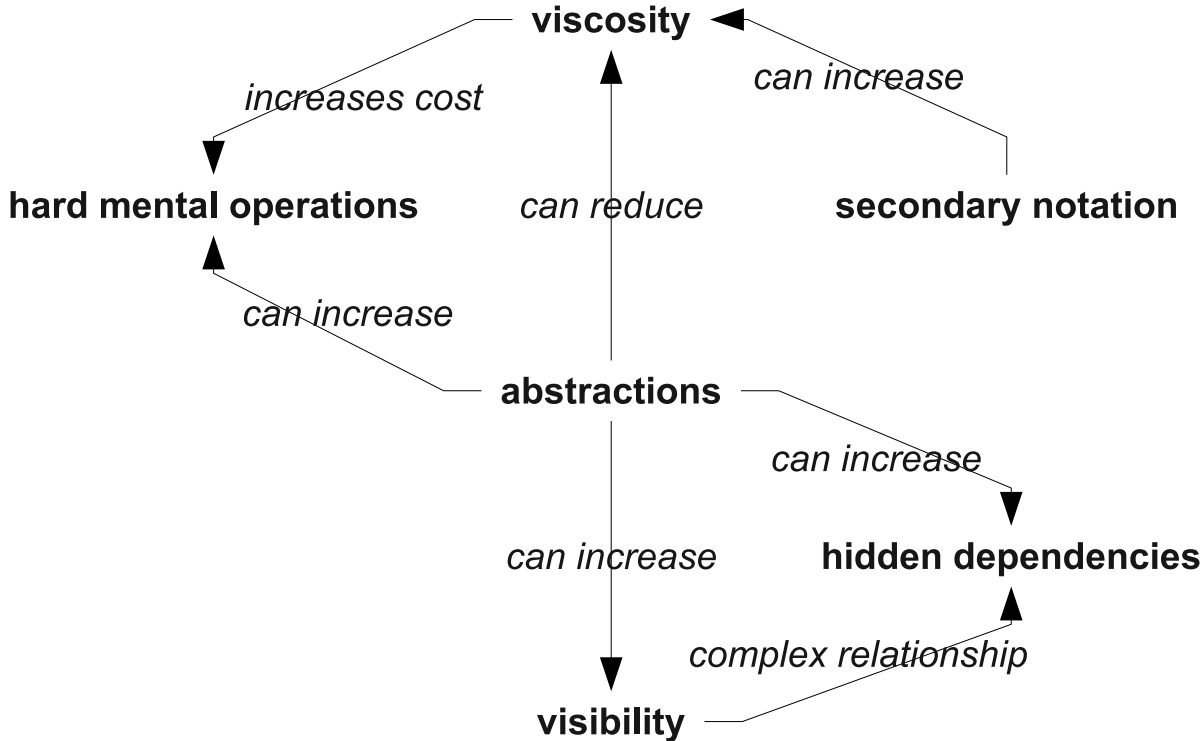 viscosity
can increase
increases cost
hard mental operations
can reduce
secondary notation
can increase
abstractions
can increase
can increase
hidden dependencies
complex relationship
visibility